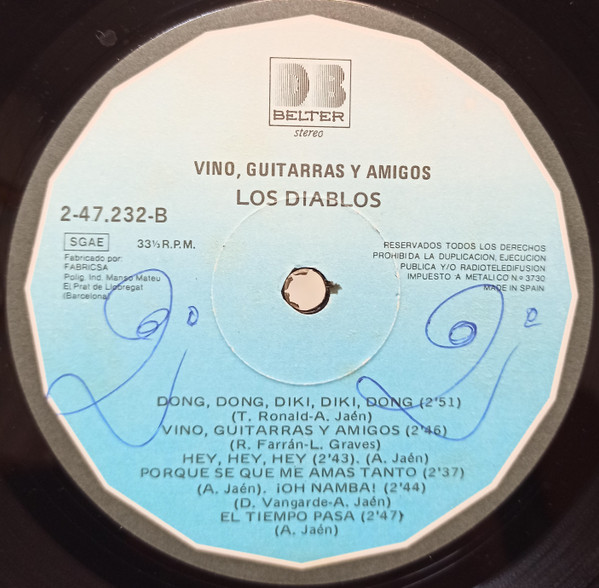 DB
BELTER
stereo
VINO, GUITARRAS Y AMIGOS
LOS DIABLOS
2-47.232-B
SGAE
33⅓ R.P.M.
Fabricado por:
FABRICSA
Polig. Ind. Manso Mateu
El Prat de Llobregat
(Barcelona)
RESERVADOS TODOS LOS DERECHOS
PROHIBIDA LA DUPLICACION, EJECUCION
PUBLICA Y/O RADIOTELEDIFUSION
IMPUESTO A METALICO N.º 3730
MADE IN SPAIN
2º
2º
DONG, DONG, DIKI, DIKI, DONG (2'51)
(T. Ronald-A. Jaén)
VINO, GUITARRAS Y AMIGOS (2'46)
(R. Farrán-L. Graves)
HEY, HEY, HEY (2'43). (A. Jaén)
PORQUE SE QUE ME AMAS TANTO (2'37)
(A. Jaén). ¡OH NAMBA! (2'44)
(D. Vangarde-A. Jaén)
EL TIEMPO PASA (2'47)
(A. Jaén)